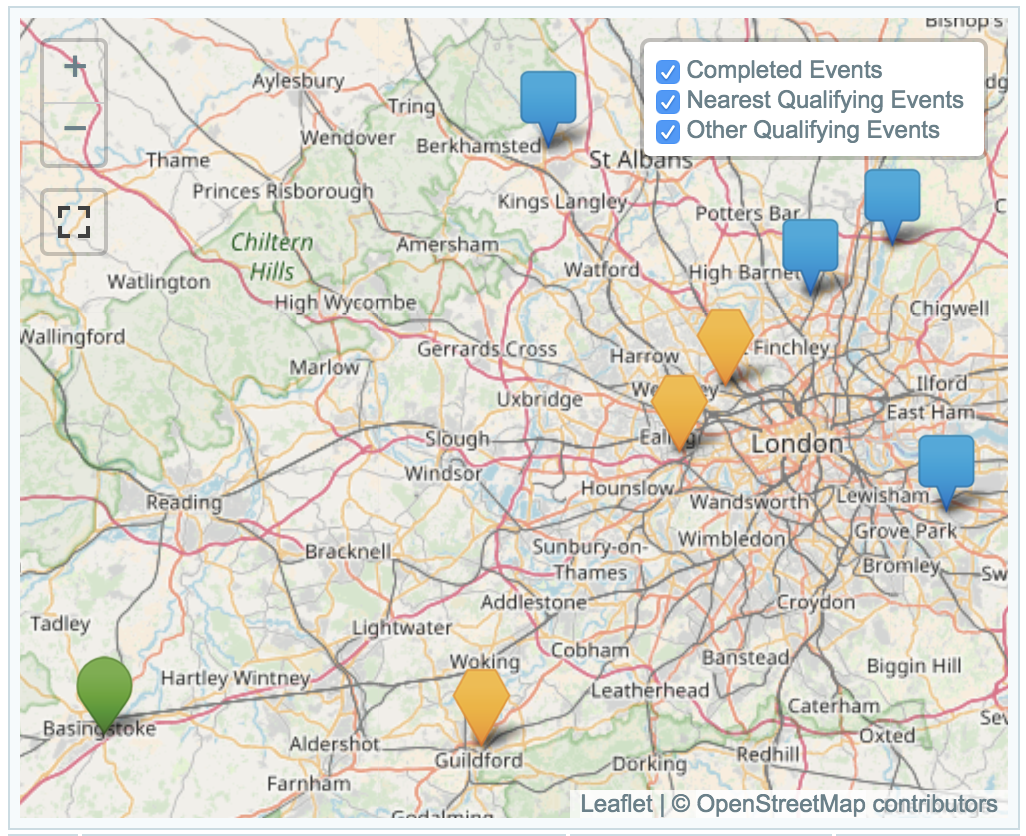 Bishop's
+
−
Completed Events
Nearest Qualifying Events
Other Qualifying Events
Aylesbury
Tring
Wendover
Berkhamsted
St Albans
Thame
Princes Risborough
Kings Langley
Potters Bar
Chiltern
Hills
Amersham
Watford
High Barnet
Watlington
High Wycombe
Chigwell
Wallingford
Gerrards Cross
Harrow
Finchley
Marlow
Uxbridge
Ilford
East Ham
Slough
Ealing
London
Windsor
Hounslow
Wandsworth
Lewisham
Reading
Grove Park
Bracknell
Sunbury-on-
Thames
Wimbledon
Bromley
Sw
Addlestone
Croydon
Tadley
Lightwater
Woking
Cobham
Banstead
Biggin Hill
Hartley Wintney
Leatherhead
Caterham
Sev
Basingstoke
Aldershot
Guildford
Dorking
Redhill
Oxted
Farnham
Godalming
Leaflet | © OpenStreetMap contributors